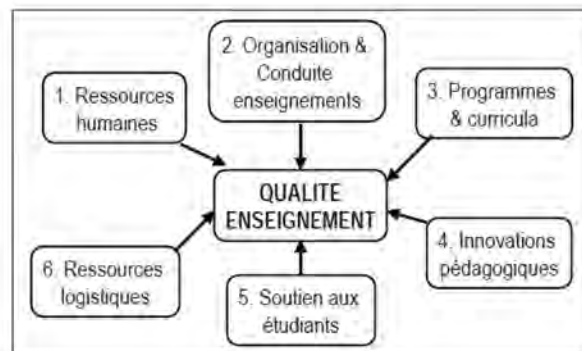 1. Ressources
humaines
2. Organisation &
Conduite
enseignements
3. Programmes
& curricula
QUALITE
ENSEIGNEMENT
4. Innovations
pédagogiques
5. Soutien aux
étudiants
6. Ressources
logistiques